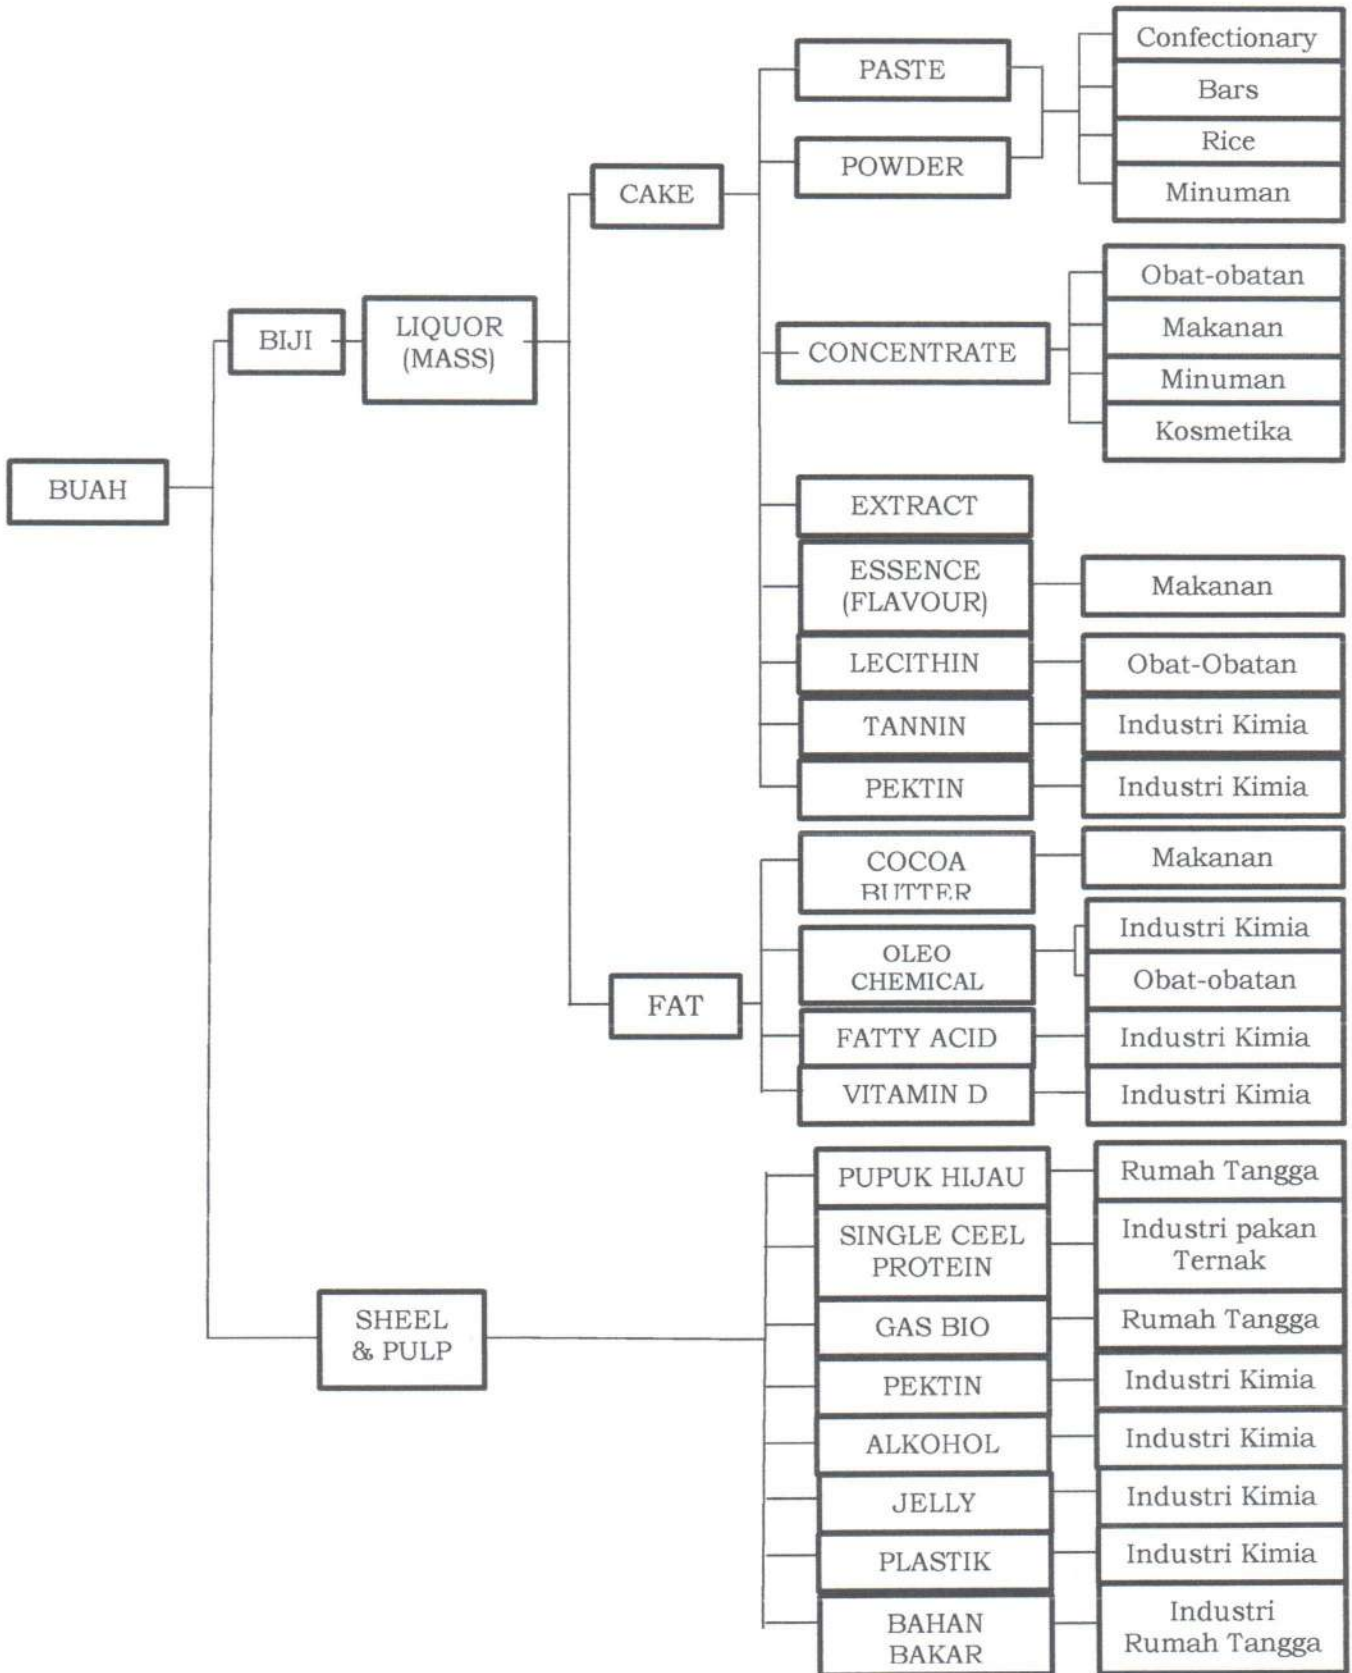 PASTE
Confectionary
Bars
POWDER
Rice
Minuman
CAKE
Obat-obatan
Makanan
BIJI
LIQUOR
(MASS)
CONCENTRATE
Minuman
Kosmetika
BUAH
EXTRACT
ESSENCE
(FLAVOUR)
Makanan
LECITHIN
Obat-Obatan
TANNIN
Industri Kimia
PEKTIN
Industri Kimia
COCOA
BUTTER
Makanan
FAT
OLEO
CHEMICAL
Industri Kimia
Obat-obatan
FATTY ACID
Industri Kimia
VITAMIN D
Industri Kimia
SHEEL
& PULP
PUPUK HIJAU
Rumah Tangga
SINGLE CEEL
PROTEIN
Industri pakan
Ternak
GAS BIO
Rumah Tangga
PEKTIN
Industri Kimia
ALKOHOL
Industri Kimia
JELLY
Industri Kimia
PLASTIK
Industri Kimia
BAHAN
BAKAR
Industri
Rumah Tangga